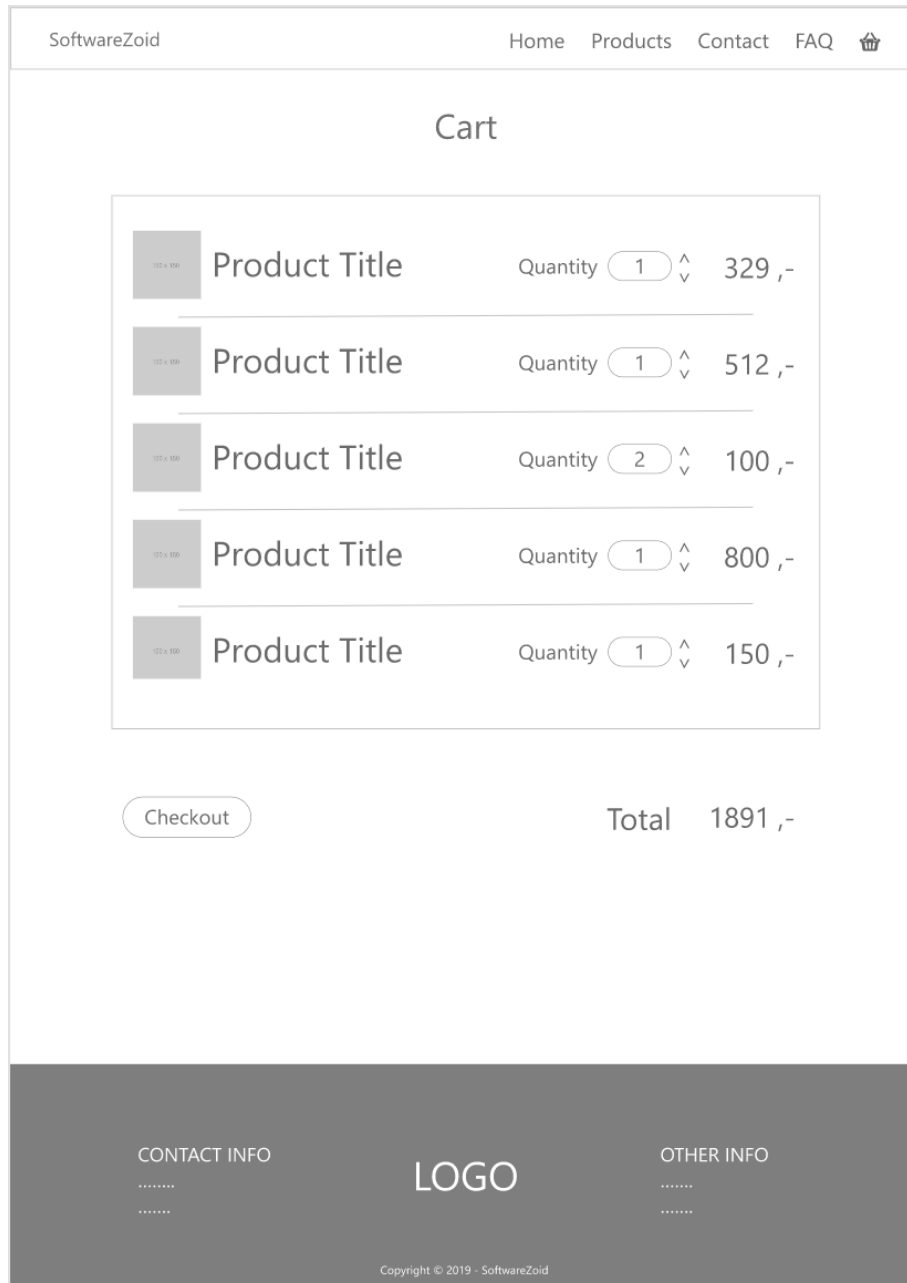 SoftwareZoid Home Products Contact FAQ
Cart
Product Title Quantity 1 329 ,-
Product Title Quantity 1 512 ,-
Product Title Quantity 2 100 ,-
Product Title Quantity 1 800 ,-
Product Title Quantity 1 150 ,-
Checkout Total 1891 ,-
CONTACT INFO LOGO OTHER INFO
........ .......
....... .......
Copyright © 2019 - SoftwareZoid